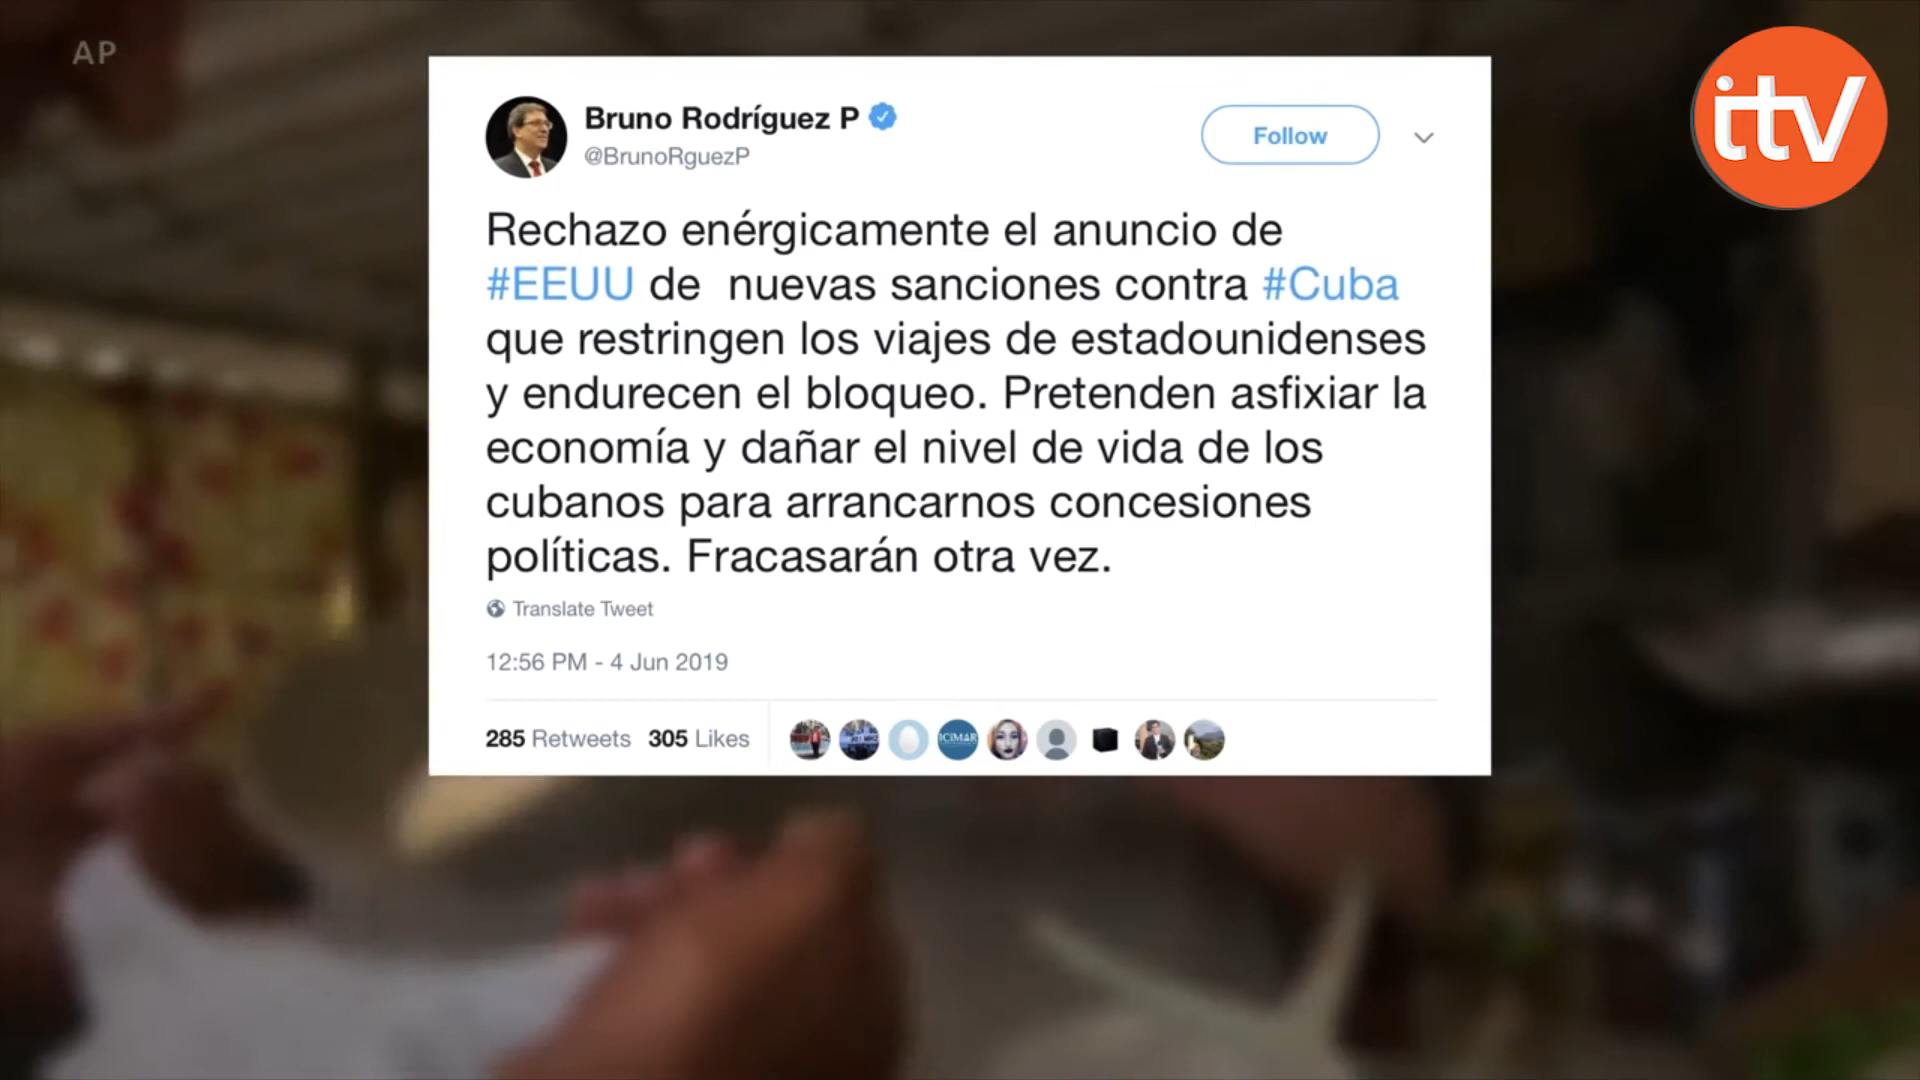 AP
itv
Bruno Rodríguez P
@BrunoRguezP
Follow
Rechazo enérgicamente el anuncio de
#EEUU de  nuevas sanciones contra #Cuba
que restringen los viajes de estadounidenses
y endurecen el bloqueo. Pretenden asfixiar la
economía y dañar el nivel de vida de los
cubanos para arrancarnos concesiones
políticas. Fracasarán otra vez.
Translate Tweet
12:56 PM - 4 Jun 2019
285 Retweets 305 Likes
ICIMAR